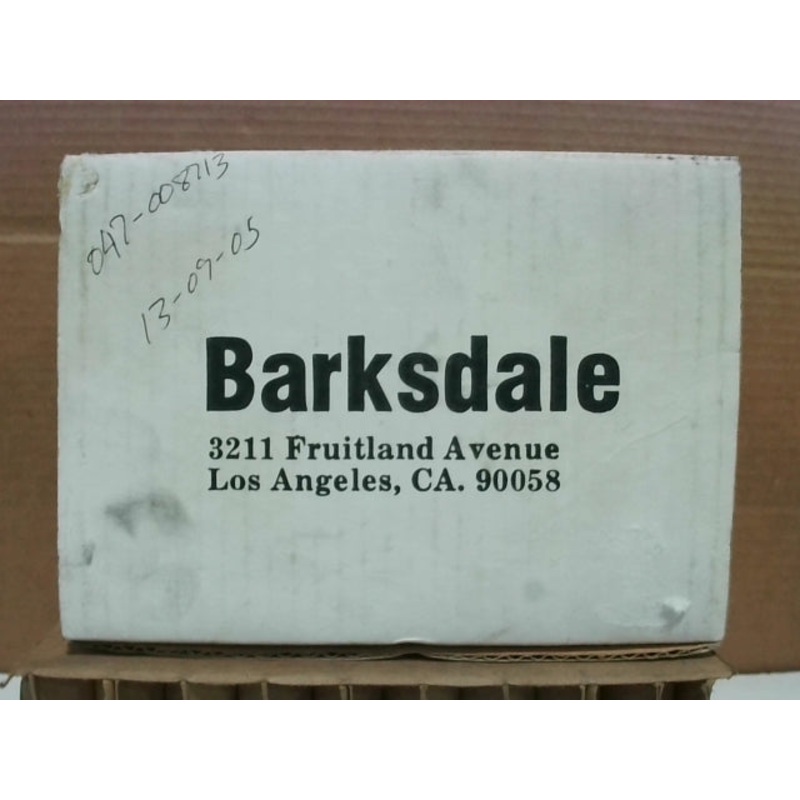 047-008713
13-09-05
Barksdale
3211 Fruitland Avenue
Los Angeles, CA. 90058